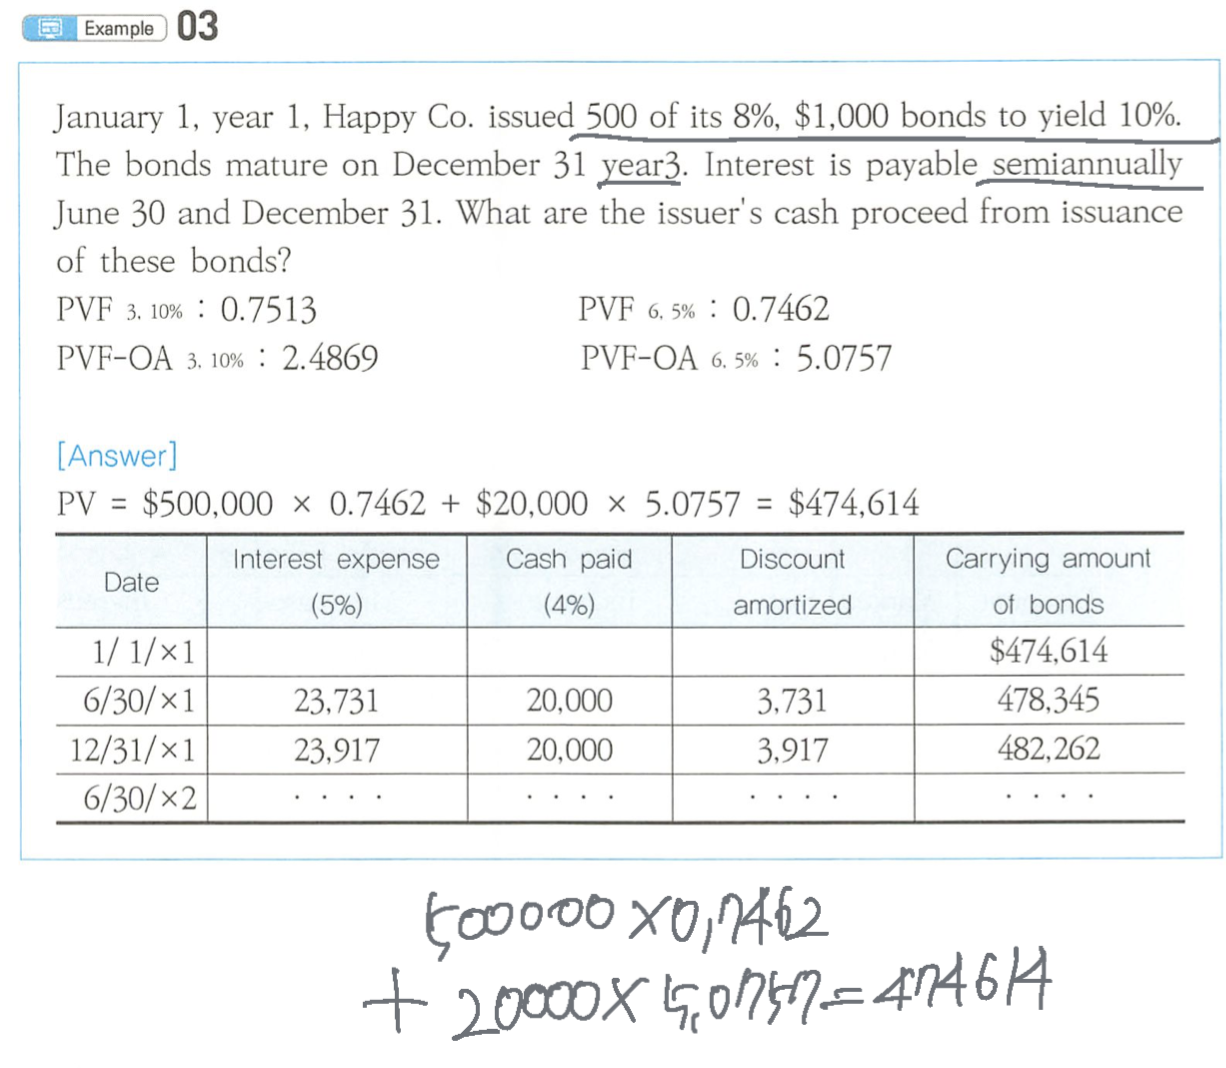 Example 03
January 1, year 1, Happy Co. issued 500 of its 8%, $1,000 bonds to yield 10%.
The bonds mature on December 31 year3. Interest is payable semiannually
June 30 and December 31. What are the issuer's cash proceed from issuance
of these bonds?
PVF 3, 10% : 0.7513 PVF 6, 5% : 0.7462
PVF-OA 3, 10% : 2.4869 PVF-OA 6, 5% : 5.0757
[Answer]
PV = $500,000 × 0.7462 + $20,000 × 5.0757 = $474,614
Date Interest expense (5%) Cash paid (4%) Discount amortized Carrying amount of bonds
1/ 1/×1 $474,614
6/30/×1 23,731 20,000 3,731 478,345
12/31/×1 23,917 20,000 3,917 482,262
6/30/×2 · · · · · · · · · · · · · · · ·
500000 × 0,7462
+ 20000 × 5,0757 = 474614